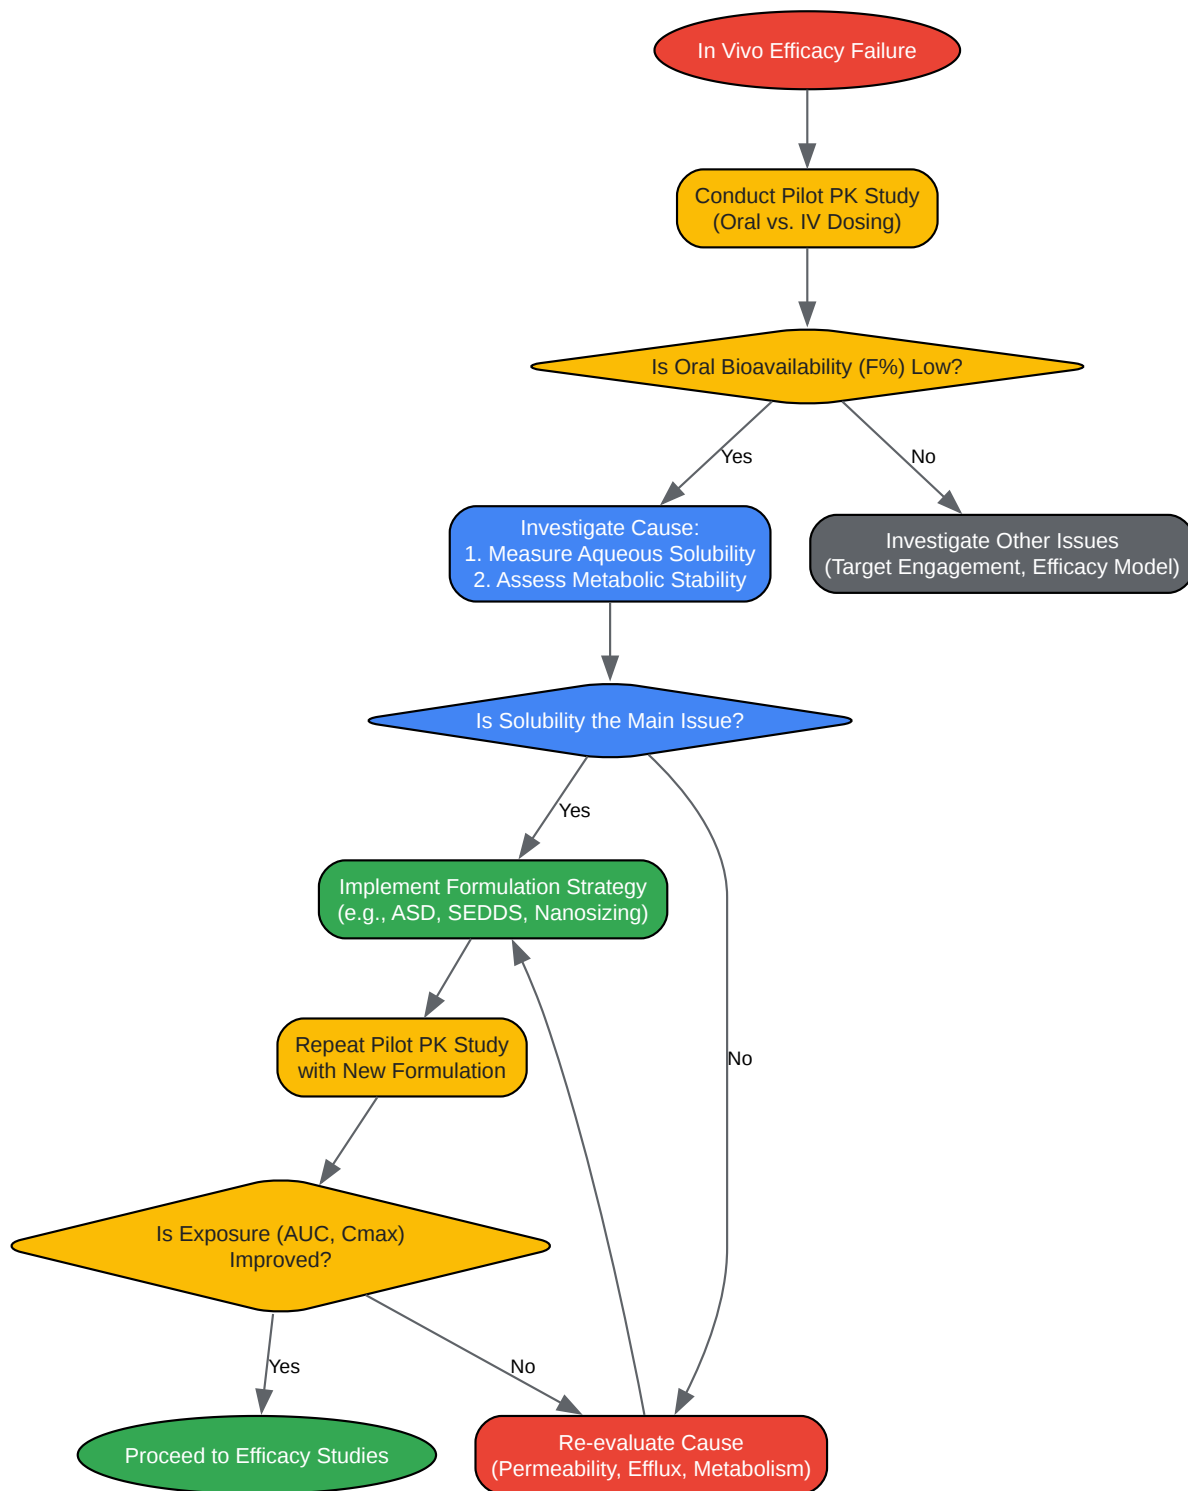 In Vivo Efficacy Failure
Conduct Pilot PK Study
(Oral vs. IV Dosing)
Is Oral Bioavailability (F%) Low?
Yes
No
Investigate Cause:
1. Measure Aqueous Solubility
2. Assess Metabolic Stability
Investigate Other Issues
(Target Engagement, Efficacy Model)
Is Solubility the Main Issue?
Yes
Implement Formulation Strategy
(e.g., ASD, SEDDS, Nanosizing)
Repeat Pilot PK Study
with New Formulation
No
Is Exposure (AUC, Cmax)
Improved?
Yes
No
Proceed to Efficacy Studies
Re-evaluate Cause
(Permeability, Efflux, Metabolism)